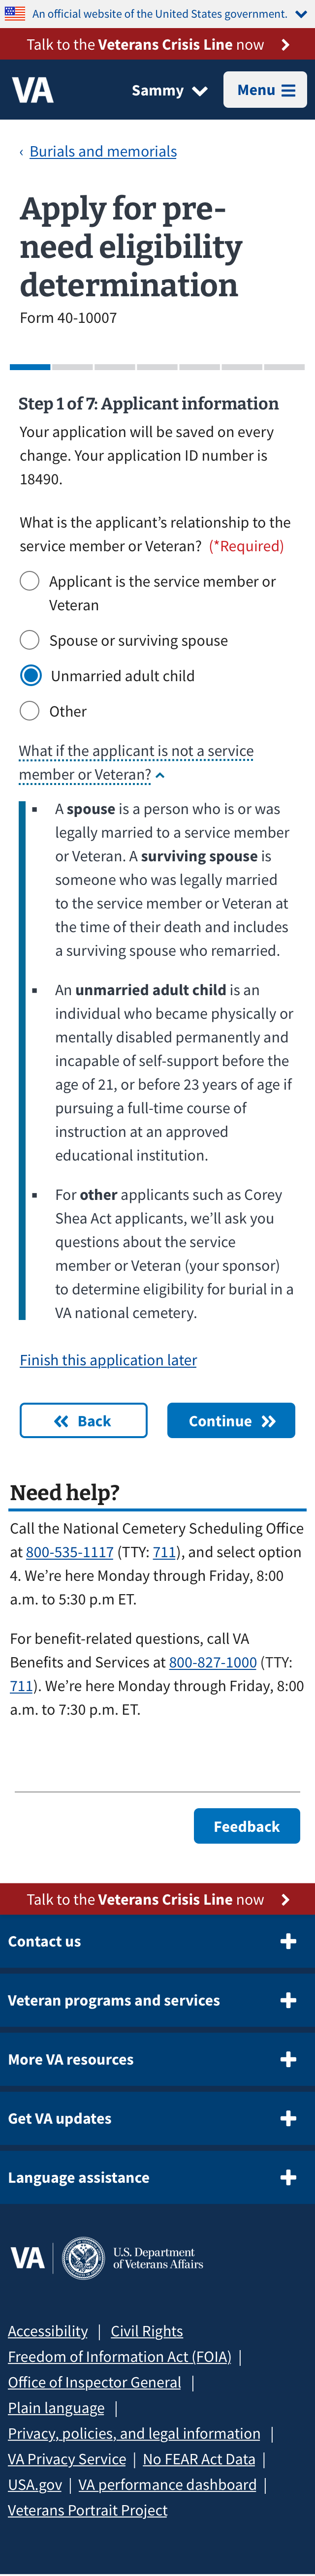 An official website of the United States government.
Talk to the Veterans Crisis Line now
VA
Sammy
Menu
‹ Burials and memorials
Apply for pre-
need eligibility
determination
Form 40-10007
Step 1 of 7: Applicant information
Your application will be saved on every
change. Your application ID number is
18490.
What is the applicant’s relationship to the
service member or Veteran? (*Required)
Applicant is the service member or
Veteran
Spouse or surviving spouse
Unmarried adult child
Other
What if the applicant is not a service
member or Veteran?
▪ A spouse is a person who is or was
legally married to a service member
or Veteran. A surviving spouse is
someone who was legally married
to the service member or Veteran at
the time of their death and includes
a surviving spouse who remarried.
▪ An unmarried adult child is an
individual who became physically or
mentally disabled permanently and
incapable of self-support before the
age of 21, or before 23 years of age if
pursuing a full-time course of
instruction at an approved
educational institution.
▪ For other applicants such as Corey
Shea Act applicants, we’ll ask you
questions about the service
member or Veteran (your sponsor)
to determine eligibility for burial in a
VA national cemetery.
Finish this application later
Back
Continue
Need help?
Call the National Cemetery Scheduling Office
at 800-535-1117 (TTY: 711), and select option
4. We’re here Monday through Friday, 8:00
a.m. to 5:30 p.m ET.
For benefit-related questions, call VA
Benefits and Services at 800-827-1000 (TTY:
711). We’re here Monday through Friday, 8:00
a.m. to 7:30 p.m. ET.
Feedback
Talk to the Veterans Crisis Line now
Contact us
Veteran programs and services
More VA resources
Get VA updates
Language assistance
VA | U.S. Department
of Veterans Affairs
Accessibility | Civil Rights
Freedom of Information Act (FOIA) |
Office of Inspector General |
Plain language |
Privacy, policies, and legal information |
VA Privacy Service | No FEAR Act Data |
USA.gov | VA performance dashboard |
Veterans Portrait Project